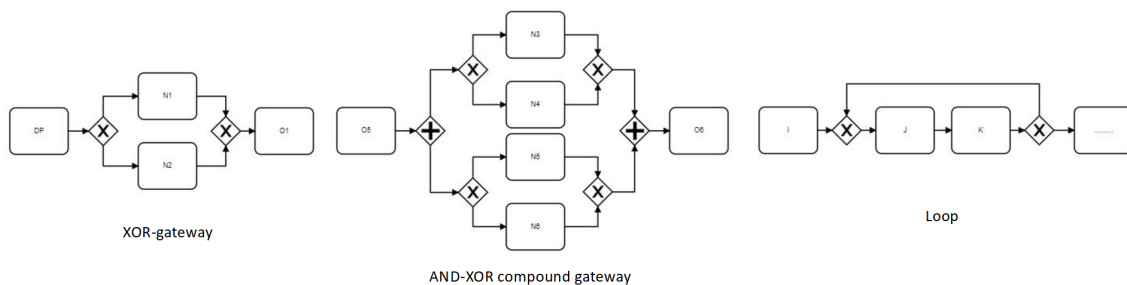 DP
N1
N2
O1
XOR-gateway
O5
N3
N4
N5
N6
O6
AND-XOR compound gateway
I
J
K
..........
Loop